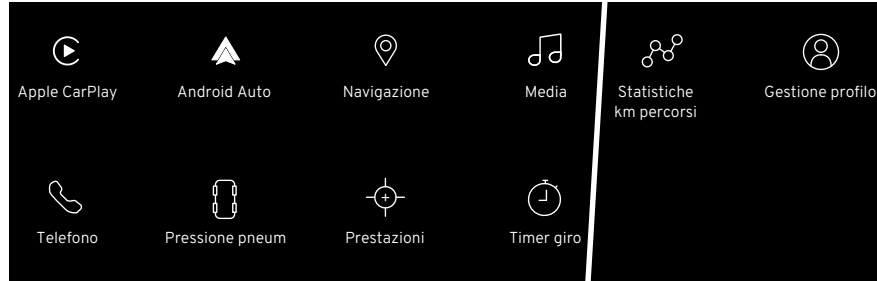 Apple CarPlay
Android Auto
Navigazione
Media
Statistiche
km percorsi
Gestione profilo
Telefono
Pressione pneum
Prestazioni
Timer giro